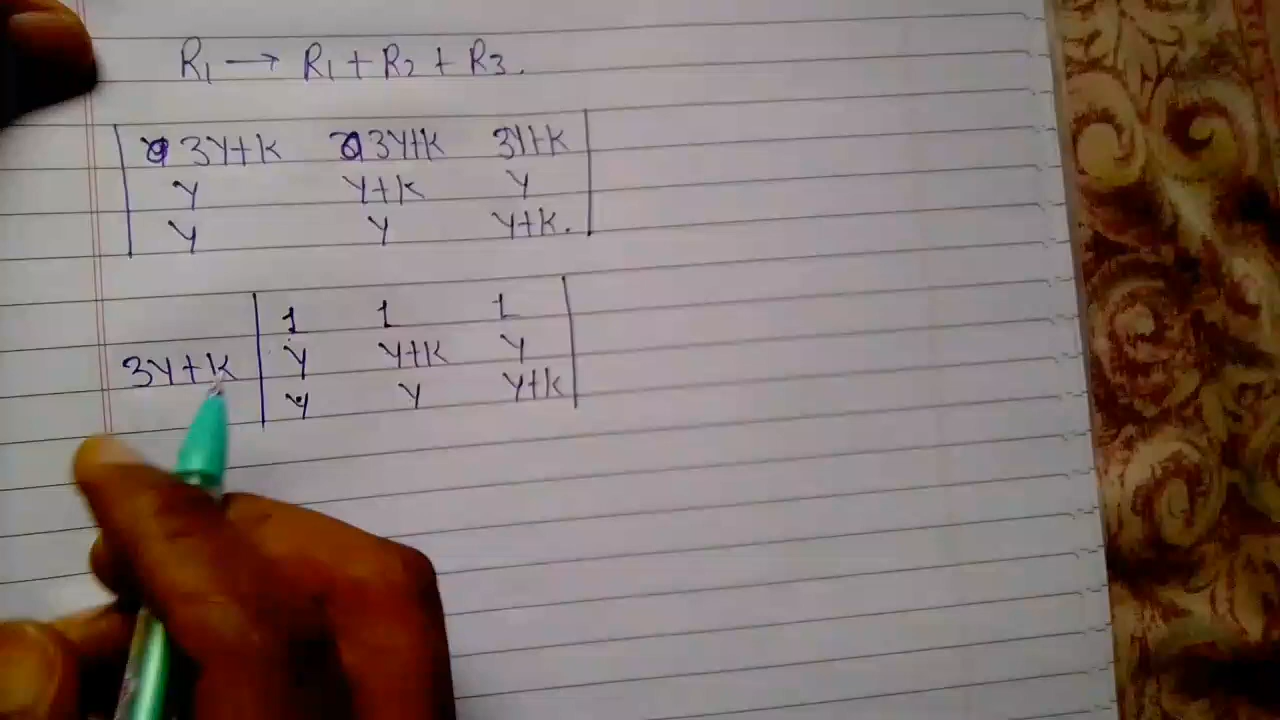 R1 → R1 + R2 + R3.
3y+k 3y+k 3y+k
y y+k y
y y y+k.
1 1 1
3y+k y y+k y
y y y+k